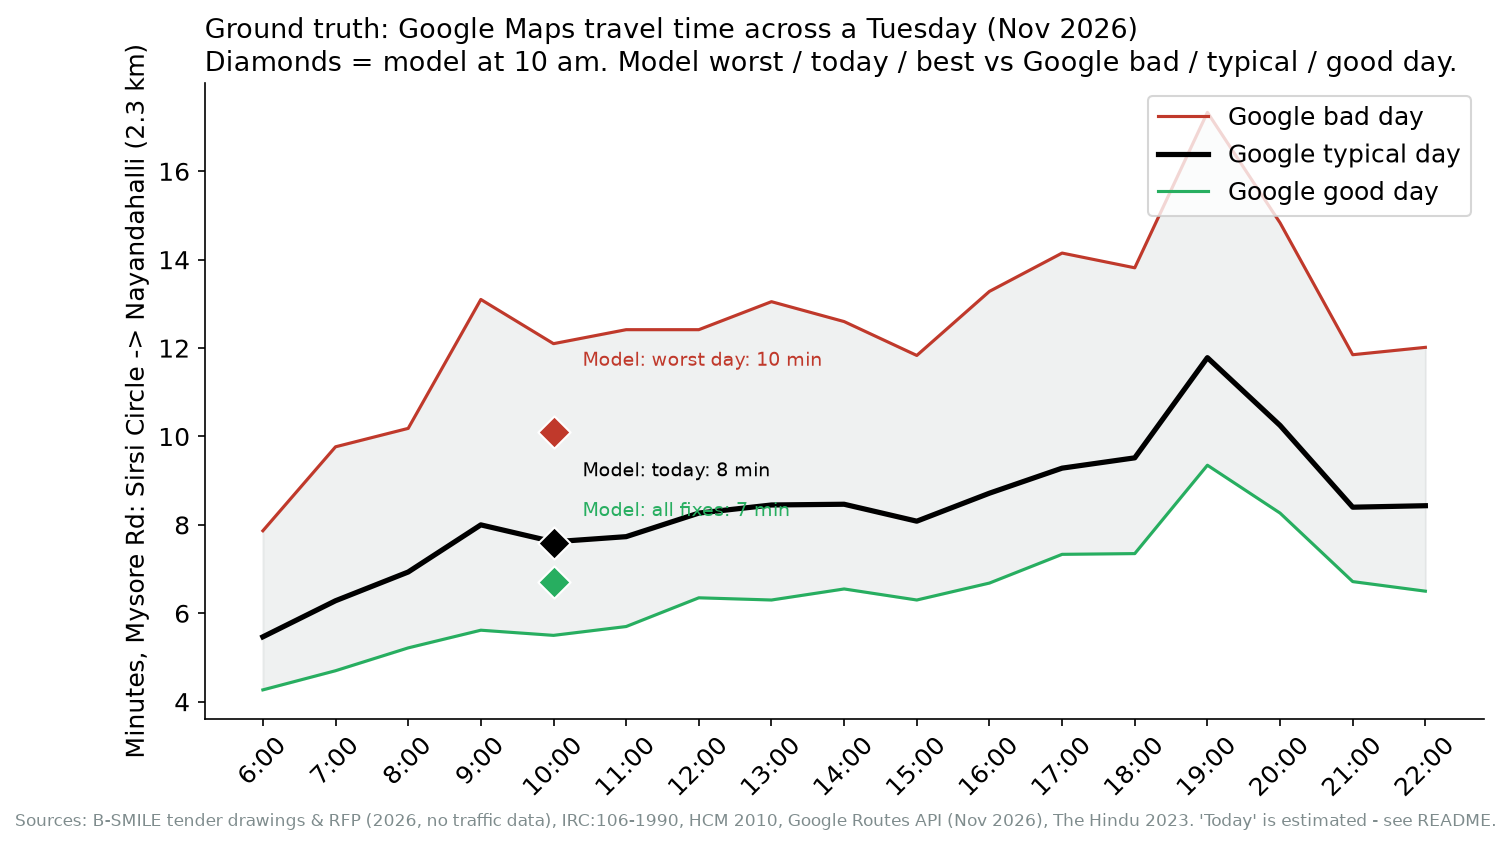 Ground truth: Google Maps travel time across a Tuesday (Nov 2026)
Diamonds = model at 10 am. Model worst / today / best vs Google bad / typical / good day.
Minutes, Mysore Rd: Sirsi Circle -> Nayandahalli (2.3 km)
Google bad day
Google typical day
Google good day
16
14
12
10
8
6
4
Model: worst day: 10 min
Model: today: 8 min
Model: all fixes: 7 min
6:00
7:00
8:00
9:00
10:00
11:00
12:00
13:00
14:00
15:00
16:00
17:00
18:00
19:00
20:00
21:00
22:00
Sources: B-SMILE tender drawings & RFP (2026, no traffic data), IRC:106-1990, HCM 2010, Google Routes API (Nov 2026), The Hindu 2023. 'Today' is estimated - see README.